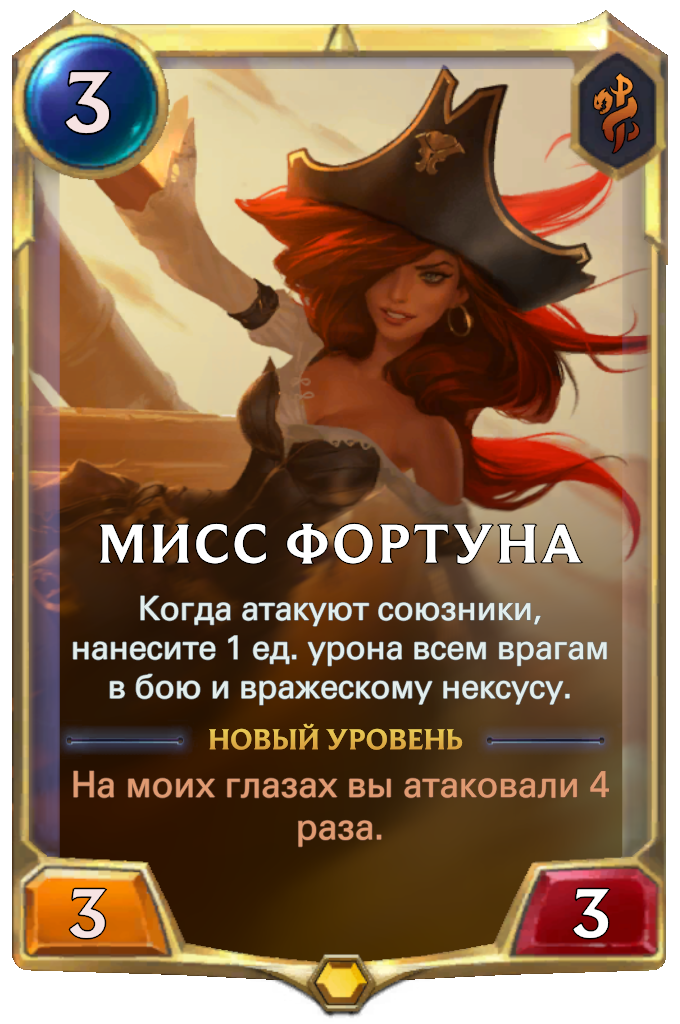 3
МИСС ФОРТУНА
Когда атакуют союзники,
нанесите 1 ед. урона всем врагам
в бою и вражескому нексусу.
НОВЫЙ УРОВЕНЬ
На моих глазах вы атаковали 4
раза.
3
3